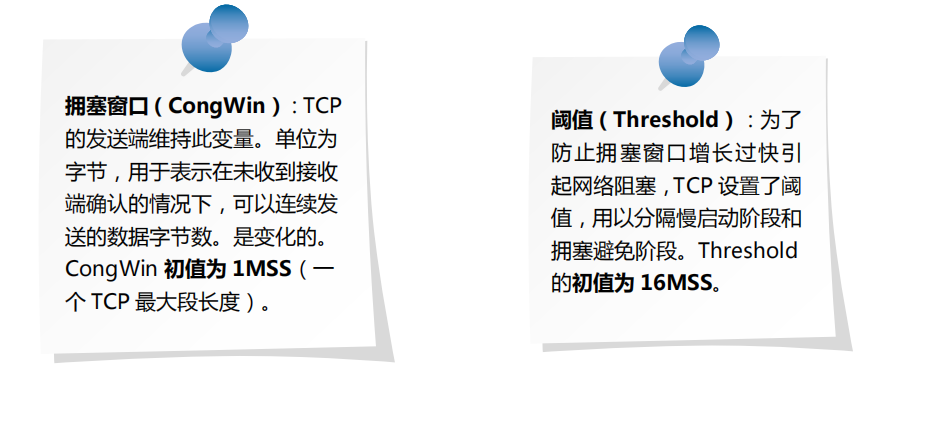 拥塞窗口（CongWin）：TCP
的发送端维持此变量。单位为
字节，用于表示在未收到接收
端确认的情况下，可以连续发
送的数据字节数。是变化的。
CongWin 初值为 1MSS（一
个 TCP 最大段长度）。
阈值（Threshold）：为了
防止拥塞窗口增长过快引
起网络阻塞，TCP 设置了阈
值，用以分隔慢启动阶段和
拥塞避免阶段。Threshold
的初值为 16MSS。